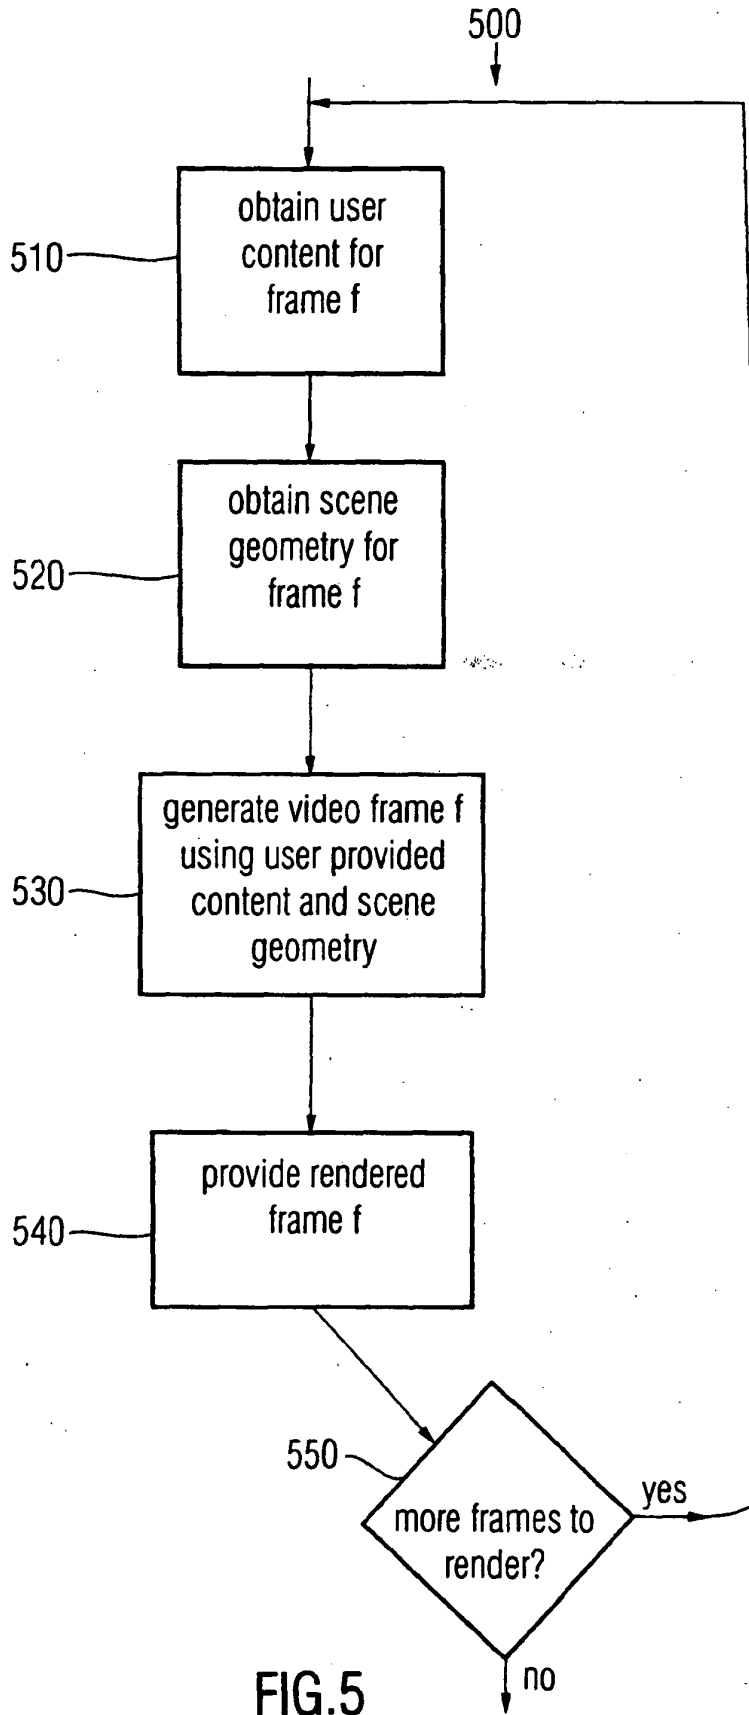 500
510
obtain user
content for
frame f
520
obtain scene
geometry for
frame f
530
generate video frame f
using user provided
content and scene
geometry
540
provide rendered
frame f
550
more frames to
render?
yes
no
FIG.5